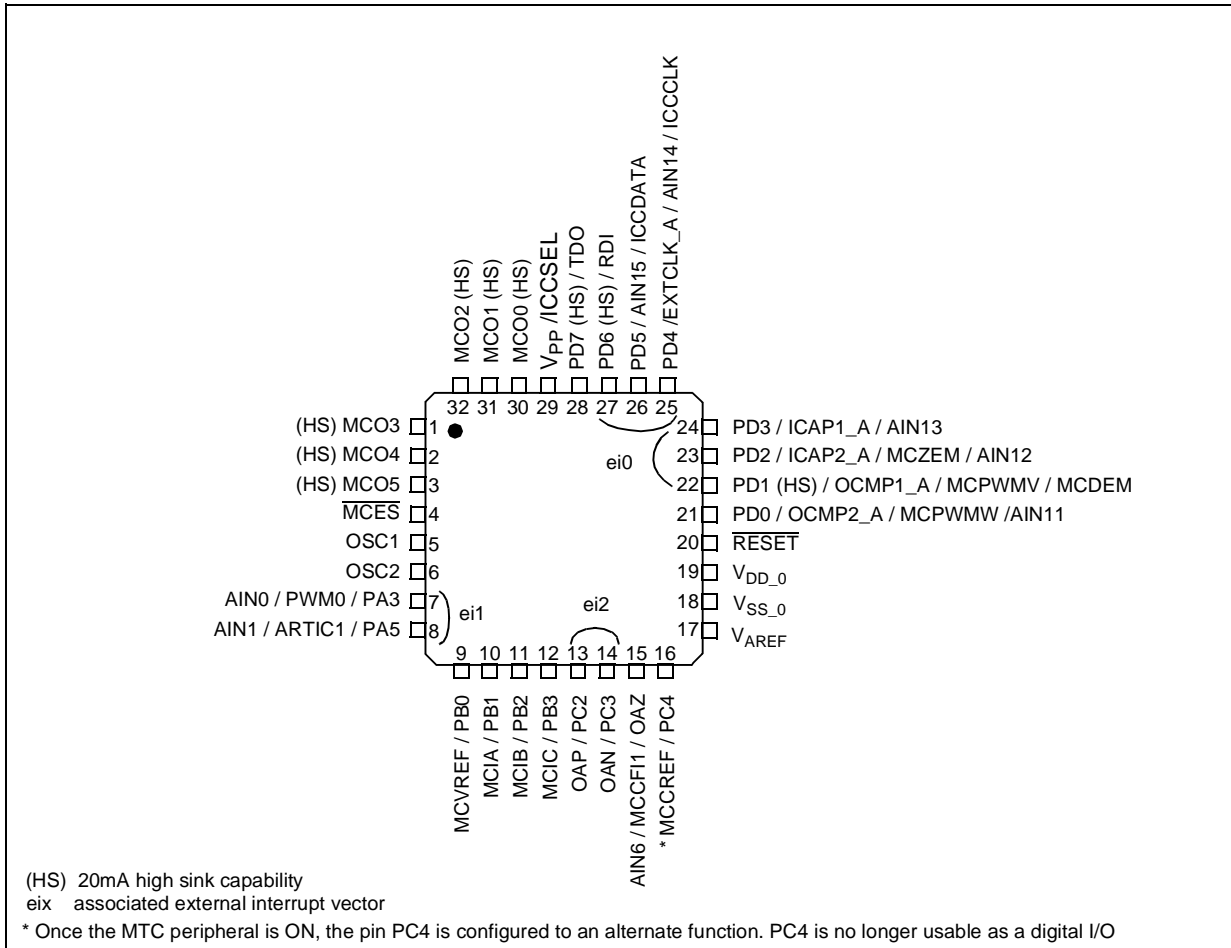 MCO2 (HS)
MCO1 (HS)
MCO0 (HS)
VPP /ICCSEL
PD7 (HS) / TDO
PD6 (HS) / RDI
PD5 / AIN15 / ICCDATA
PD4 /EXTCLK_A / AIN14 / ICCCLK
32 31 30 29 28 27 26 25
(HS) MCO3 1
(HS) MCO4 2
(HS) MCO5 3
MCES 4
OSC1 5
OSC2 6
AIN0 / PWM0 / PA3 7
AIN1 / ARTIC1 / PA5 8
ei0
ei1
ei2
24 PD3 / ICAP1_A / AIN13
23 PD2 / ICAP2_A / MCZEM / AIN12
22 PD1 (HS) / OCMP1_A / MCPWMV / MCDEM
21 PD0 / OCMP2_A / MCPWMW /AIN11
20 RESET
19 VDD_0
18 VSS_0
17 VAREF
9 10 11 12 13 14 15 16
MCVREF / PB0
MCIA / PB1
MCIB / PB2
MCIC / PB3
OAP / PC2
OAN / PC3
AIN6 / MCCFI1 / OAZ
* MCCREF / PC4
(HS) 20mA high sink capability
eix associated external interrupt vector
* Once the MTC peripheral is ON, the pin PC4 is configured to an alternate function. PC4 is no longer usable as a digital I/O